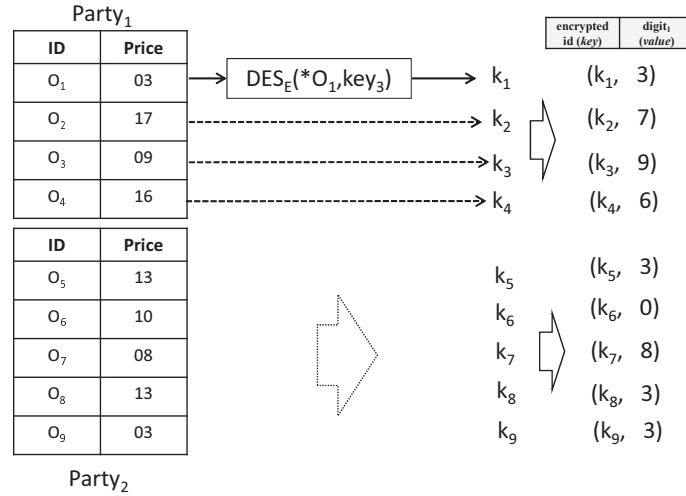 Party₁
ID Price
O₁ 03
O₂ 17
O₃ 09
O₄ 16
DES_E(*O₁,key₃)
k₁
k₂
k₃
k₄
encrypted id (key) digit₁ (value)
(k₁, 3)
(k₂, 7)
(k₃, 9)
(k₄, 6)
ID Price
O₅ 13
O₆ 10
O₇ 08
O₈ 13
O₉ 03
Party₂
k₅
k₆
k₇
k₈
k₉
(k₅, 3)
(k₆, 0)
(k₇, 8)
(k₈, 3)
(k₉, 3)